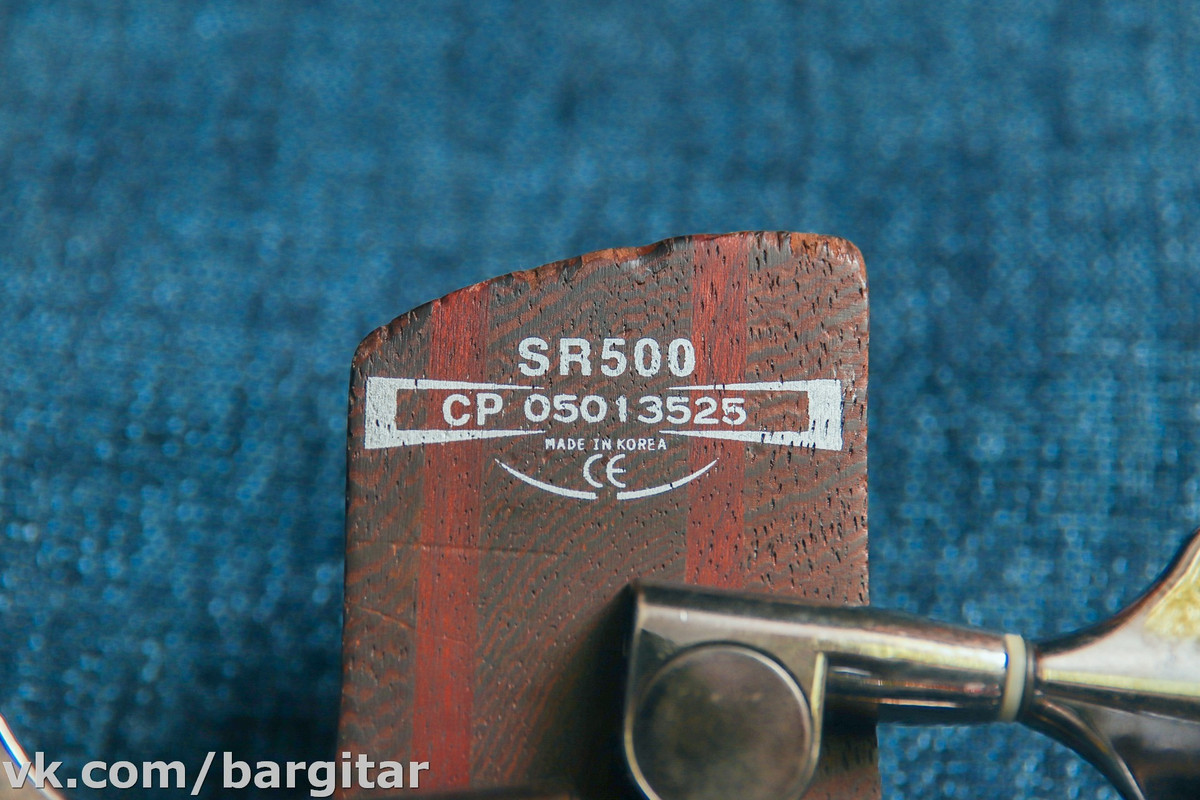 SR500
CP 05013525
MADE IN KOREA
CE
vk.com/bargitar